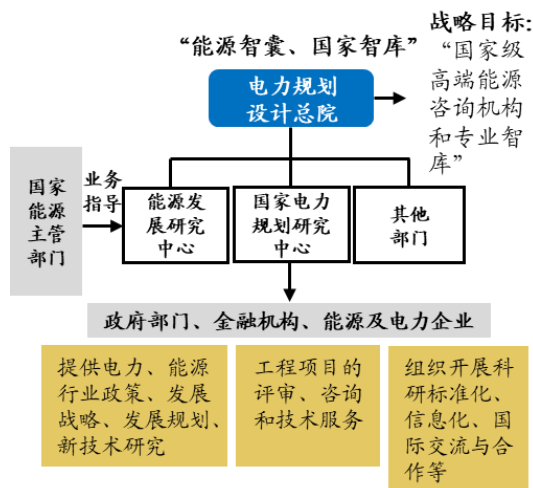 “能源智囊、国家智库”
战略目标:
“国家级
高端能源
咨询机构
和专业智
库”
电力规划
设计总院
国家
能源
主管
部门
业务
指导
能源发
展研究
中心
国家电力
规划研究
中心
其他
部门
政府部门、金融机构、能源及电力企业
提供电力、能源
行业政策、发展
战略、发展规划、
新技术研究
工程项目的
评审、咨询
和技术服务
组织开展科
研标准化、
信息化、国
际交流与合
作等